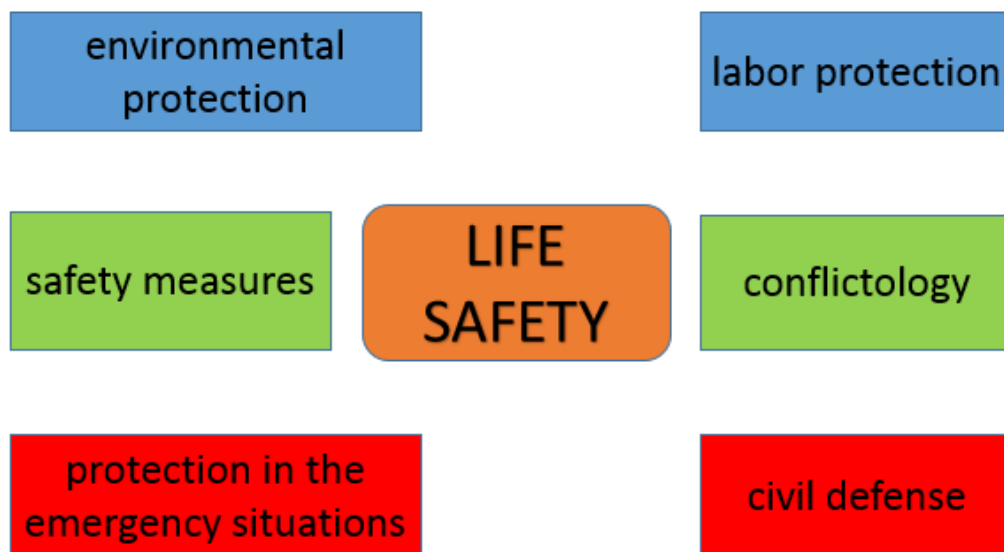 environmental
protection
labor protection
safety measures
LIFE
SAFETY
conflictology
protection in the
emergency situations
civil defense